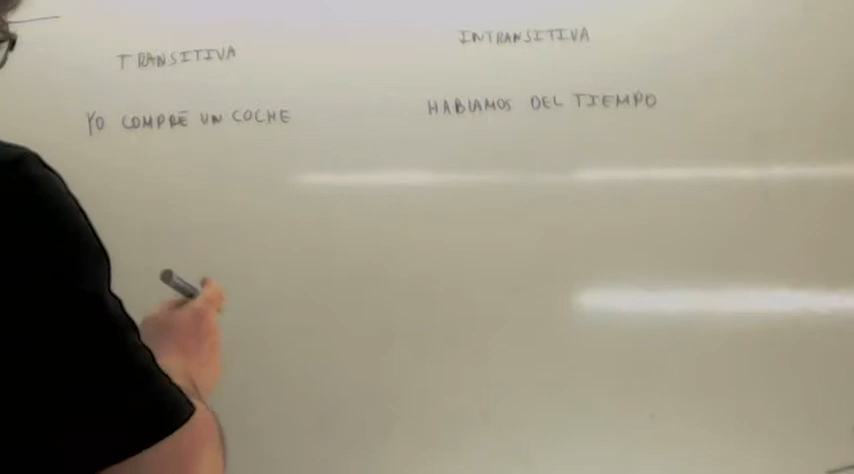 TRANSITIVA
INTRANSITIVA
YO COMPRÉ UN COCHE
HABLAMOS DEL TIEMPO